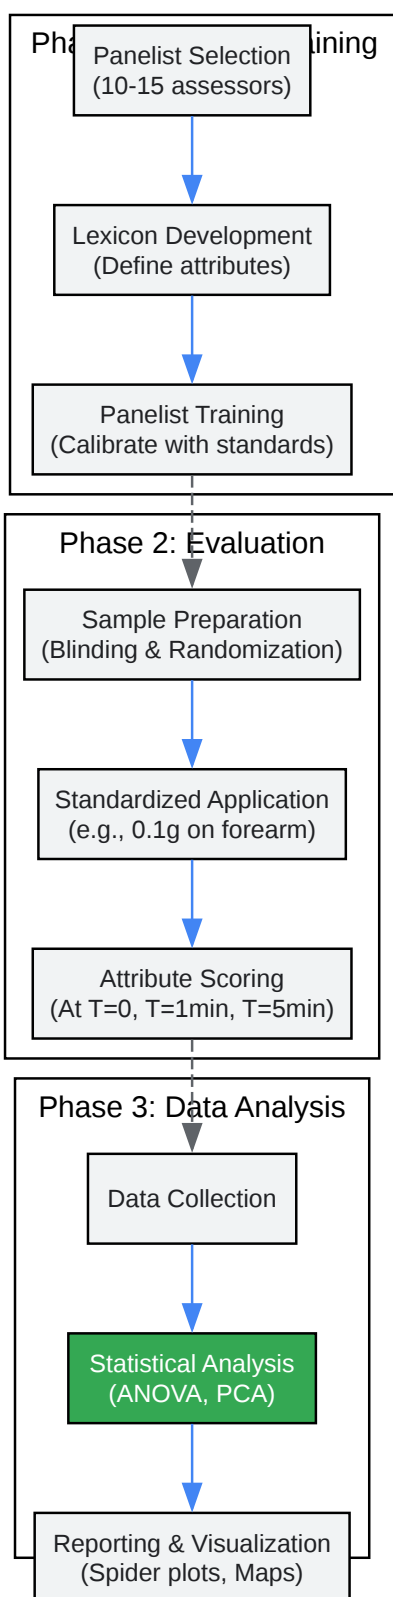 Panelist Selection
(10-15 assessors)
Lexicon Development
(Define attributes)
Panelist Training
(Calibrate with standards)
Phase 2: Evaluation
Sample Preparation
(Blinding & Randomization)
Standardized Application
(e.g., 0.1g on forearm)
Attribute Scoring
(At T=0, T=1min, T=5min)
Phase 3: Data Analysis
Data Collection
Statistical Analysis
(ANOVA, PCA)
Reporting & Visualization
(Spider plots, Maps)